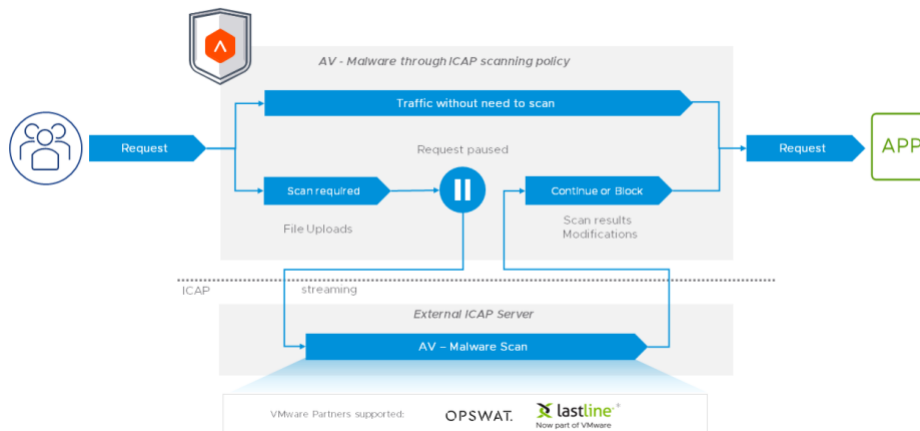 AV - Malware through ICAP scanning policy
Traffic without need to scan
Request
Request paused
Request
APP
Scan required
Continue or Block
File Uploads
Scan results
Modifications
ICAP
streaming
External ICAP Server
AV – Malware Scan
VMware Partners supported:
OPSWAT.
lastline
Now part of VMware